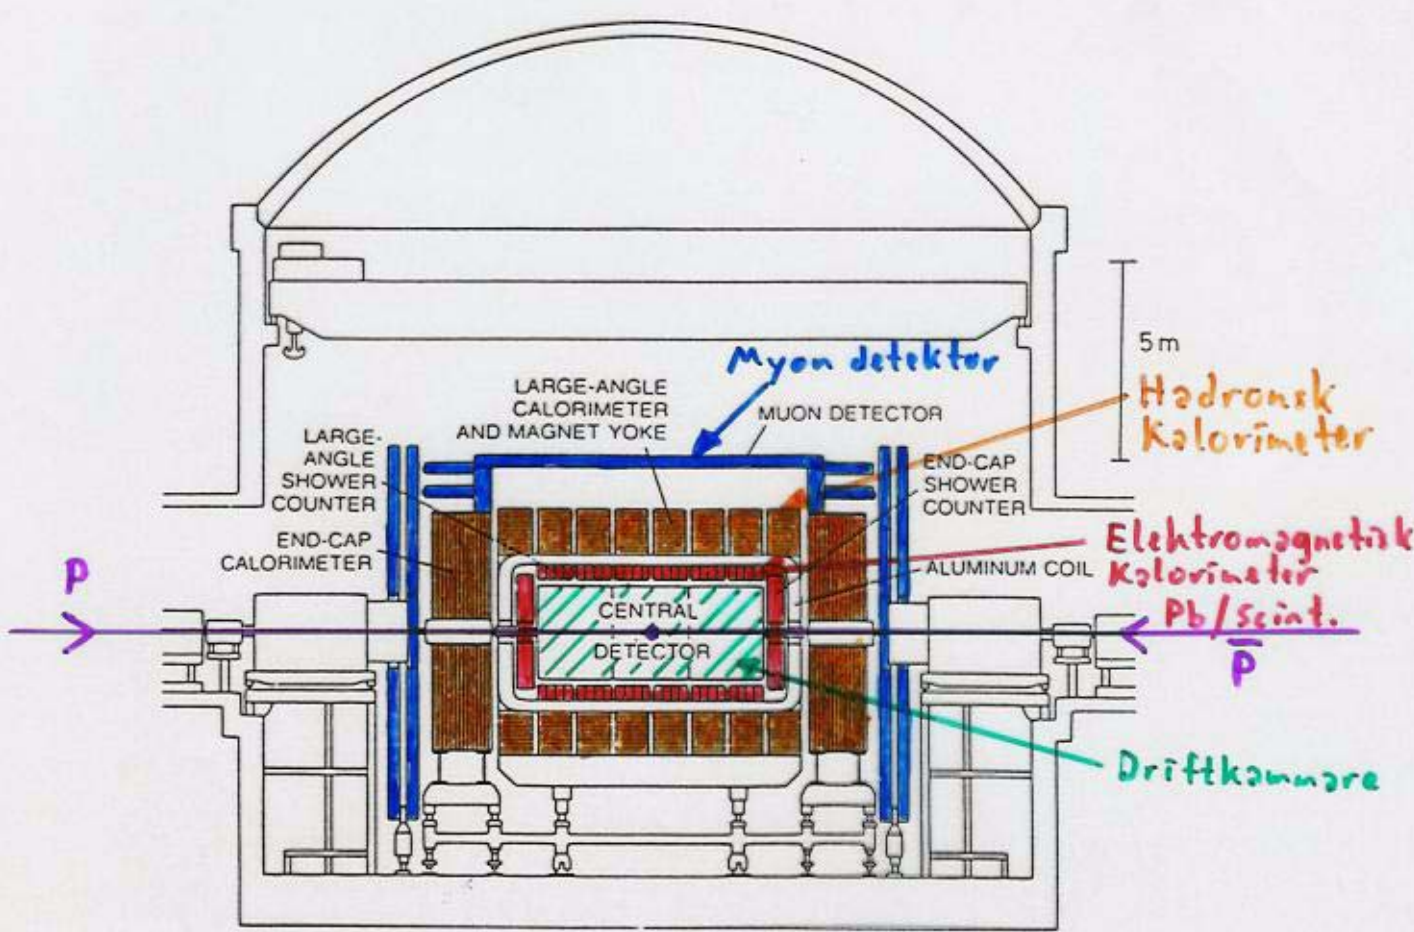 5m
Myon detektor
LARGE-ANGLE
CALORIMETER
AND MAGNET YOKE
MUON DETECTOR
Hadronsk
Kalorimeter
LARGE-
ANGLE
SHOWER
COUNTER
END-CAP
SHOWER
COUNTER
END-CAP
CALORIMETER
Elektromagnetisk
Kalorimeter
Pb/Scint.
ALUMINUM COIL
P
CENTRAL
DETECTOR
P̅
Driftkammare